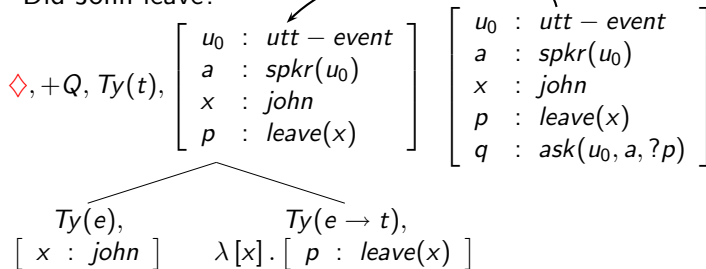 Did John leave?
♢, +Q, Ty(t), [ u₀ : utt − event
a : spkr(u₀)
x : john
p : leave(x) ]
[ u₀ : utt − event
a : spkr(u₀)
x : john
p : leave(x)
q : ask(u₀, a, ?p) ]
Ty(e), Ty(e → t),
[ x : john ] λ [x] . [ p : leave(x) ]